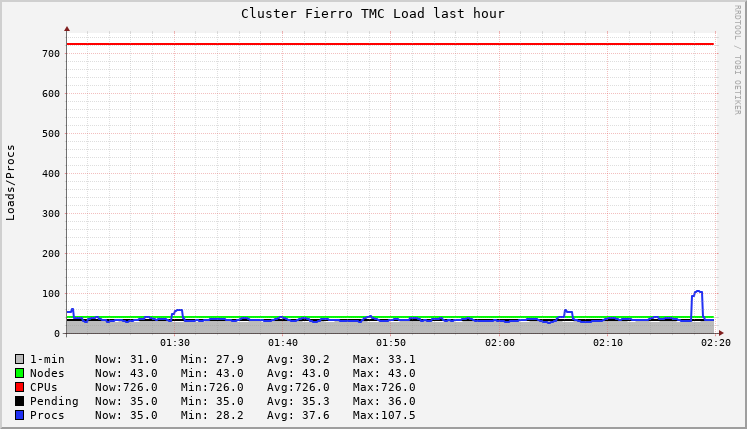 Cluster Fierro TMC Load last hour
RRDTOOL / TOBI OETIKER
Loads/Procs
700
600
500
400
300
200
100
0
01:30 01:40 01:50 02:00 02:10 02:20
1-min Now: 31.0 Min: 27.9 Avg: 30.2 Max: 33.1
Nodes Now: 43.0 Min: 43.0 Avg: 43.0 Max: 43.0
CPUs Now:726.0 Min:726.0 Avg:726.0 Max:726.0
Pending Now: 35.0 Min: 35.0 Avg: 35.3 Max: 36.0
Procs Now: 35.0 Min: 28.2 Avg: 37.6 Max:107.5